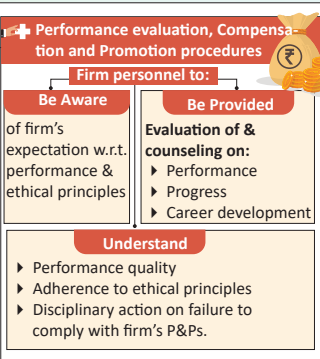 Performance evaluation, Compensa-
tion and Promotion procedures
₹
Firm personnel to:
Be Aware
of firm's
expectation w.r.t.
performance &
ethical principles
Be Provided
Evaluation of &
counseling on:
Performance
Progress
Career development
Understand
Performance quality
Adherence to ethical principles
Disciplinary action on failure to
comply with firm's P&Ps.